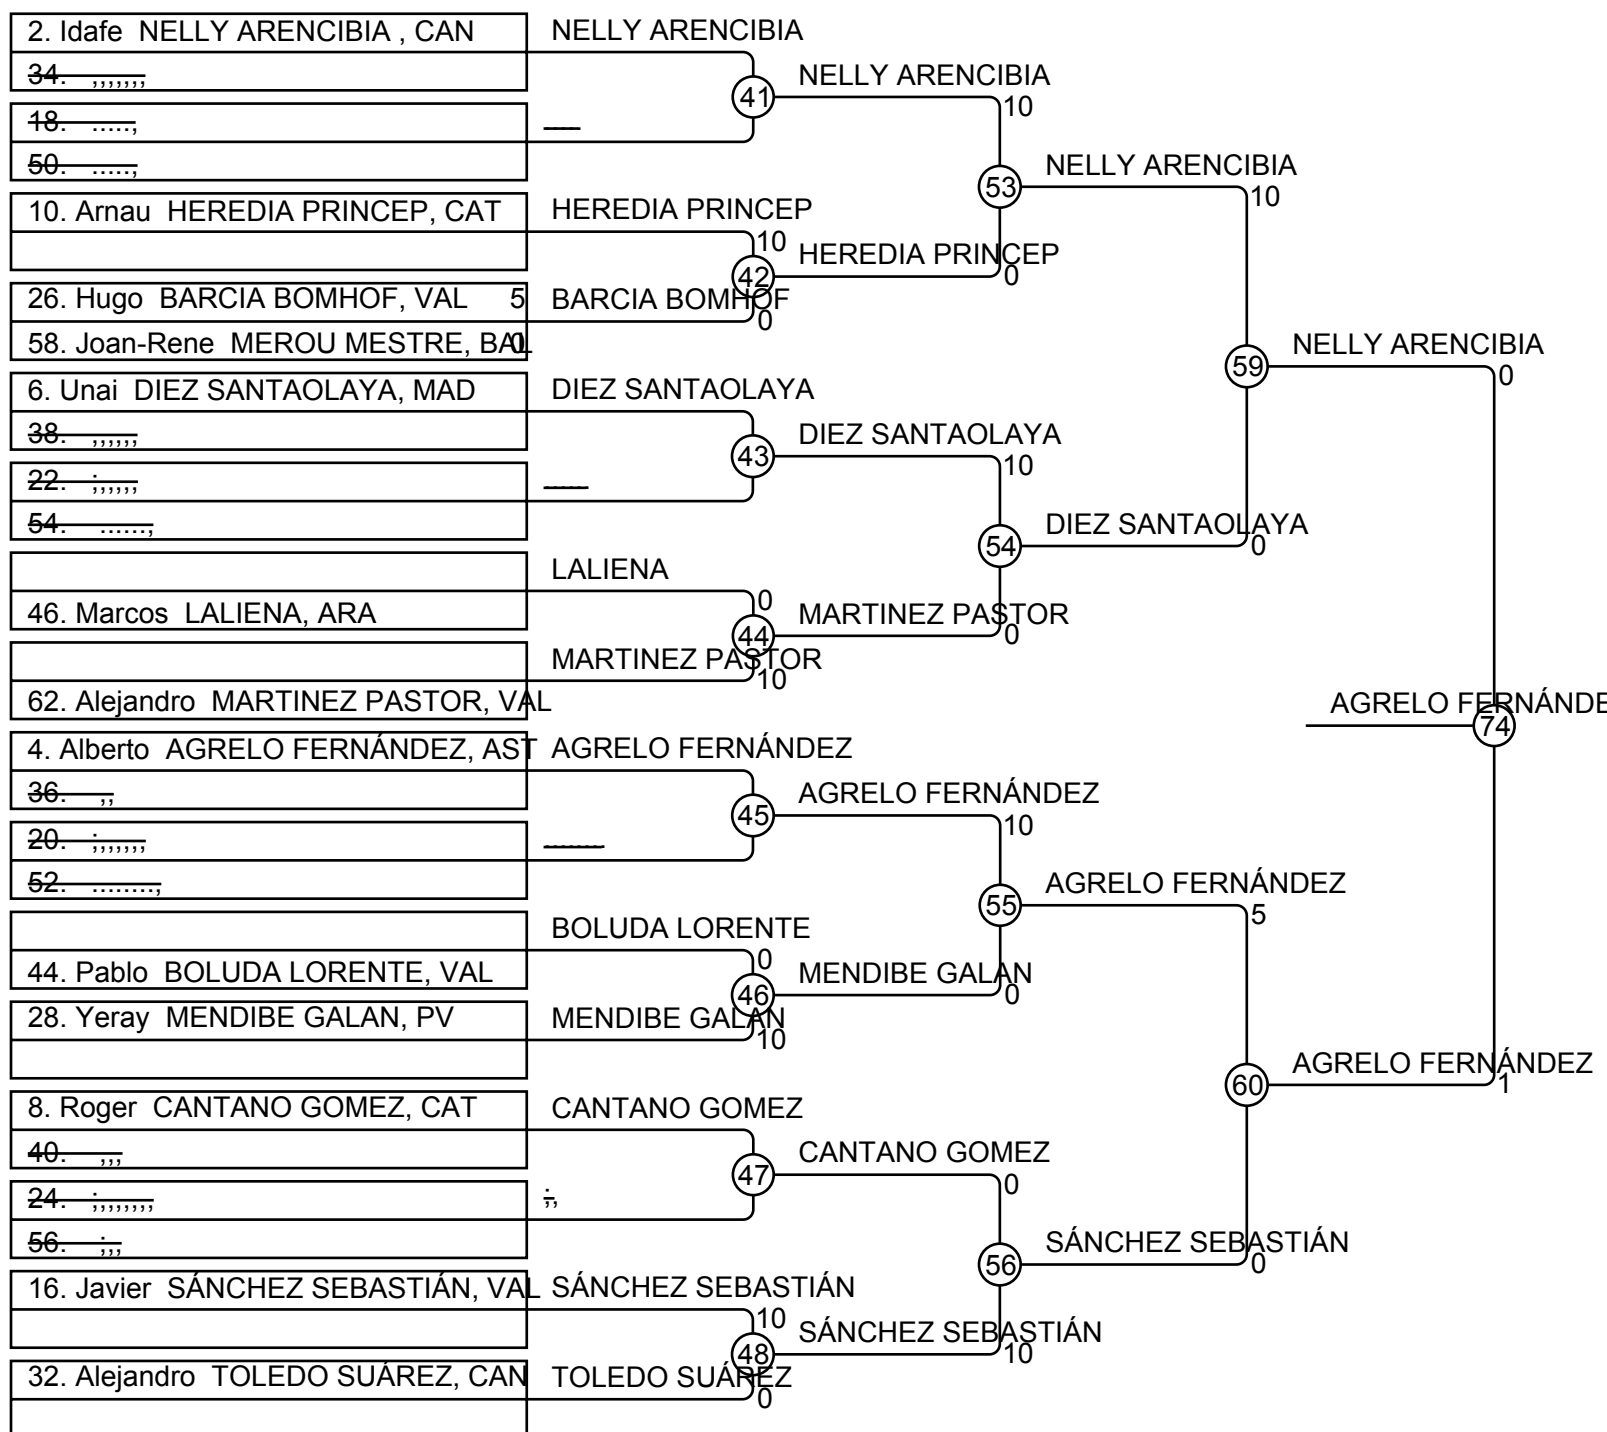 2. Idafe NELLY ARENCIBIA , CAN
NELLY ARENCIBIA
34. ;,,,,,,
41
NELLY ARENCIBIA
10
18. .....;
50. .....;
53
NELLY ARENCIBIA
10
10. Arnau HEREDIA PRINCEP, CAT
HEREDIA PRINCEP
10
42
HEREDIA PRINCEP
0
26. Hugo BARCIA BOMHOF, VAL 5
BARCIA BOMHOF
0
58. Joan-Rene MEROU MESTRE, BAL 0
59
NELLY ARENCIBIA
0
6. Unai DIEZ SANTAOLAYA, MAD
DIEZ SANTAOLAYA
38. ;,,,,,
43
DIEZ SANTAOLAYA
10
22. ;,,,,,
54. ......;
54
DIEZ SANTAOLAYA
0
LALIENA
0
46. Marcos LALIENA, ARA
44
MARTINEZ PASTOR
0
MARTINEZ PASTOR
10
62. Alejandro MARTINEZ PASTOR, VAL
AGRELO FERNÁNDE
74
4. Alberto AGRELO FERNÁNDEZ, AST
AGRELO FERNÁNDEZ
36. ,,
45
AGRELO FERNÁNDEZ
10
20. ;,,,,,,
52. ........;
55
AGRELO FERNÁNDEZ
5
BOLUDA LORENTE
0
44. Pablo BOLUDA LORENTE, VAL
46
MENDIBE GALAN
0
28. Yeray MENDIBE GALAN, PV
MENDIBE GALAN
10
60
AGRELO FERNÁNDEZ
1
8. Roger CANTANO GOMEZ, CAT
CANTANO GOMEZ
40. ,,,
47
CANTANO GOMEZ
0
24. ;,,,,,,,
;,
56. ;,,
56
SÁNCHEZ SEBASTIÁN
0
16. Javier SÁNCHEZ SEBASTIÁN, VAL
SÁNCHEZ SEBASTIÁN
10
48
SÁNCHEZ SEBASTIÁN
10
32. Alejandro TOLEDO SUÁREZ, CAN
TOLEDO SUÁREZ
0